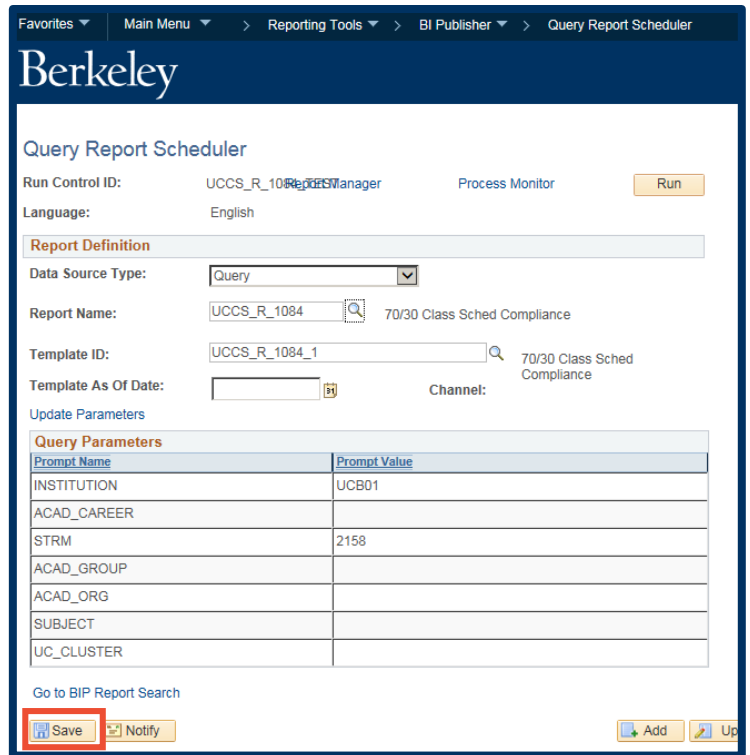 Favorites Main Menu > Reporting Tools > BI Publisher > Query Report Scheduler
Berkeley
Query Report Scheduler
Run Control ID: UCCS_R_1084_TEST Report Manager Process Monitor Run
Language: English
Report Definition
Data Source Type: Query
Report Name: UCCS_R_1084 70/30 Class Sched Compliance
Template ID: UCCS_R_1084_1 70/30 Class Sched
Compliance
Template As Of Date: 31 Channel:
Update Parameters
Query Parameters
Prompt Name Prompt Value
INSTITUTION UCB01
ACAD_CAREER
STRM 2158
ACAD_GROUP
ACAD_ORG
SUBJECT
UC_CLUSTER
Go to BIP Report Search
Save Notify Add Up